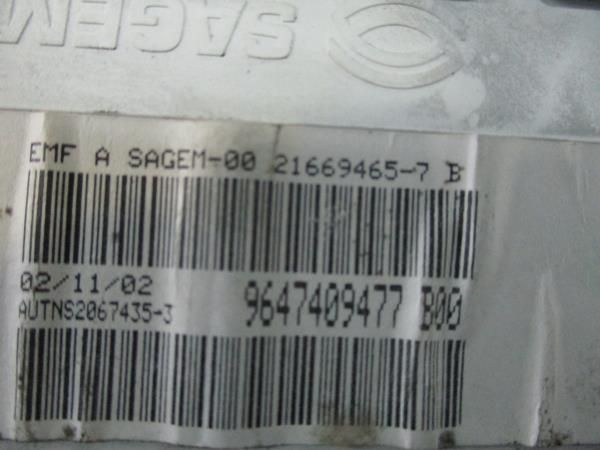 SAGEM
EMF A SAGEM-00 21669465-7 B
02/11/02
AUTNS2067435-3
9647409477 B00